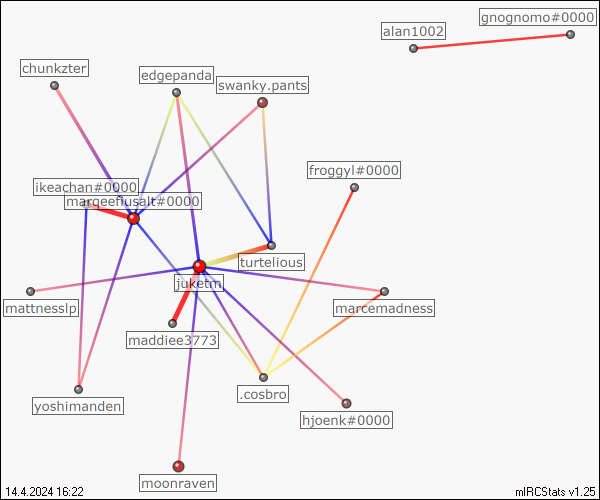 gnognomo#0000
alan1002
chunkzter
edgepanda
swanky.pants
froggyl#0000
ikeachan#0000
margeefiusalt#0000
turtelious
juketm
mattnesslp
marcemadness
maddiee3773
.cosbro
yoshimanden
hjoenk#0000
moonraven
14.4.2024 16:22
mIRCStats v1.25